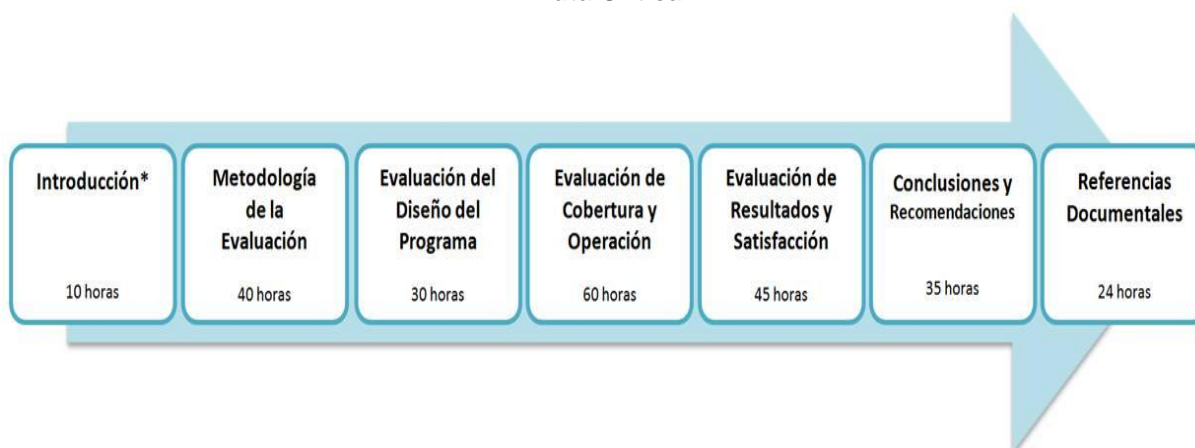 Introducción*
10 horas
Metodología
de la
Evaluación
40 horas
Evaluación del
Diseño del
Programa
30 horas
Evaluación de
Cobertura y
Operación
60 horas
Evaluación de
Resultados y
Satisfacción
45 horas
Conclusiones y
Recomendaciones
35 horas
Referencias
Documentales
24 horas